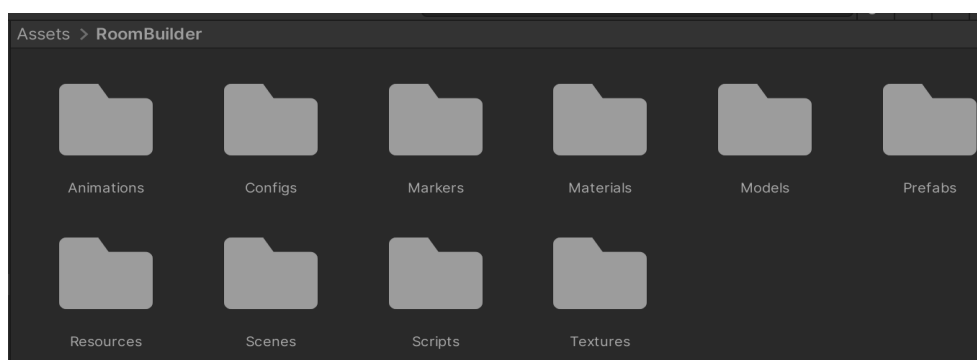 Assets > RoomBuilder
Animations Configs Markers Materials Models Prefabs
Resources Scenes Scripts Textures